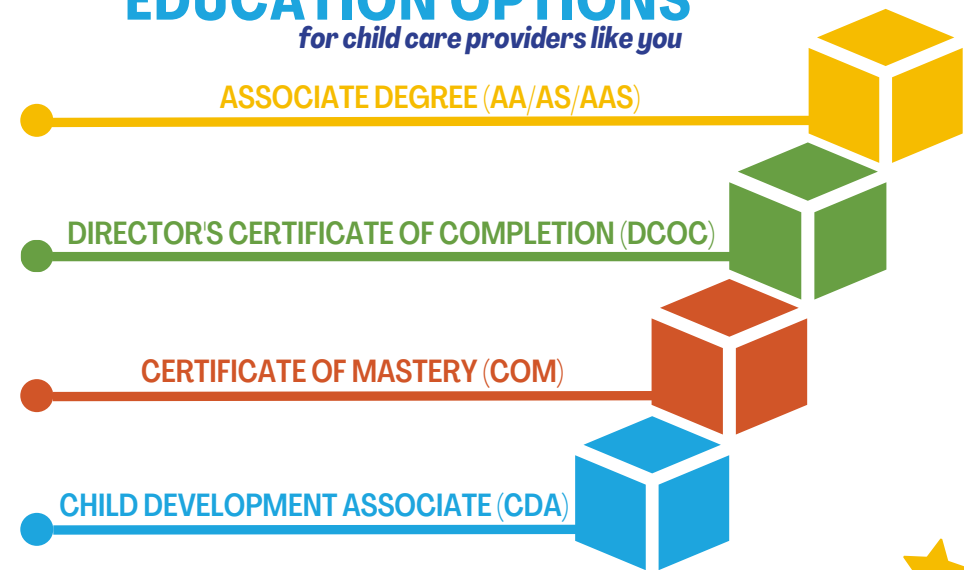 EDUCATION OPTIONS
for child care providers like you
ASSOCIATE DEGREE (AA/AS/AAS)
DIRECTOR'S CERTIFICATE OF COMPLETION (DCOC)
CERTIFICATE OF MASTERY (COM)
CHILD DEVELOPMENT ASSOCIATE (CDA)